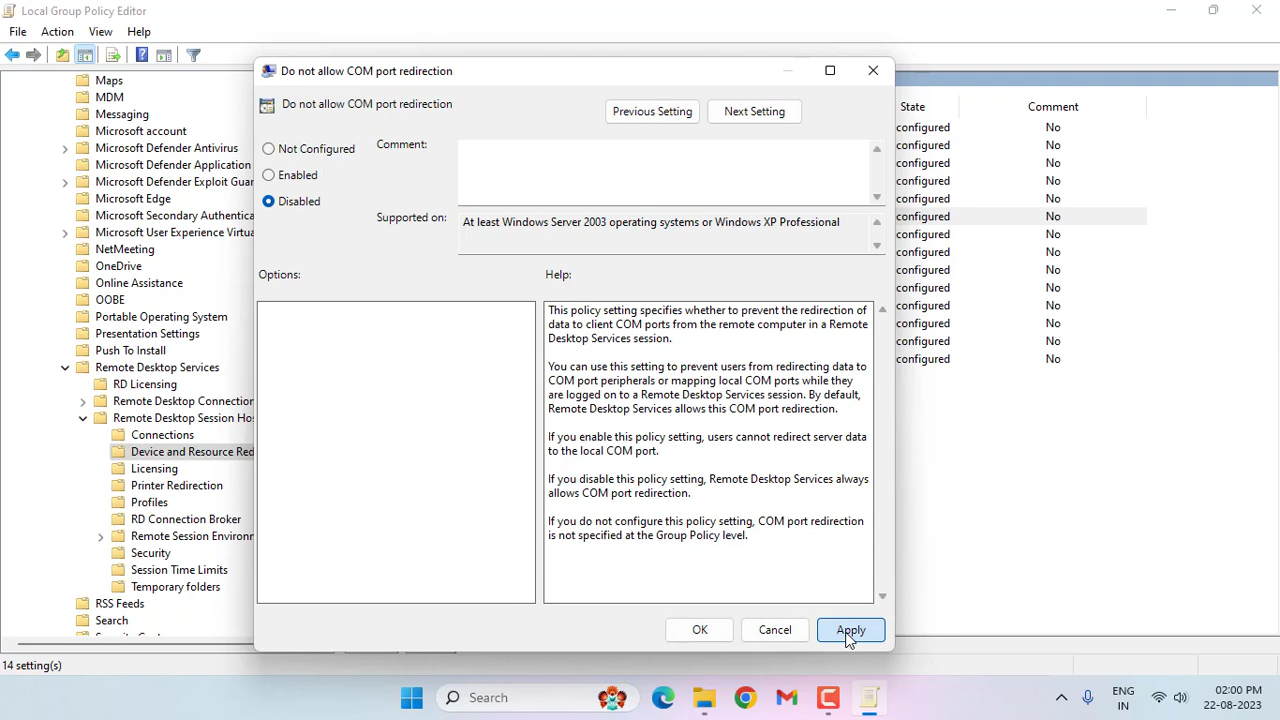 Local Group Policy Editor
File Action View Help
Maps
MDM
Messaging
Microsoft account
Microsoft Defender Antivirus
Microsoft Defender Application
Microsoft Defender Exploit Guar
Microsoft Edge
Microsoft Secondary Authentica
Microsoft User Experience Virtua
NetMeeting
OneDrive
Online Assistance
OOBE
Portable Operating System
Presentation Settings
Push To Install
Remote Desktop Services
RD Licensing
Remote Desktop Connection
Remote Desktop Session Hos
Connections
Device and Resource Red
Licensing
Printer Redirection
Profiles
RD Connection Broker
Remote Session Environm
Security
Session Time Limits
Temporary folders
RSS Feeds
Search
Do not allow COM port redirection
Do not allow COM port redirection
Previous Setting Next Setting
Not Configured
Enabled
Disabled
Comment:
Supported on:
At least Windows Server 2003 operating systems or Windows XP Professional
Options:
Help:
This policy setting specifies whether to prevent the redirection of
data to client COM ports from the remote computer in a Remote
Desktop Services session.
You can use this setting to prevent users from redirecting data to
COM port peripherals or mapping local COM ports while they
are logged on to a Remote Desktop Services session. By default,
Remote Desktop Services allows this COM port redirection.
If you enable this policy setting, users cannot redirect server data
to the local COM port.
If you disable this policy setting, Remote Desktop Services always
allows COM port redirection.
If you do not configure this policy setting, COM port redirection
is not specified at the Group Policy level.
OK Cancel Apply
State Comment
configured No
configured No
configured No
configured No
configured No
configured No
configured No
configured No
configured No
configured No
configured No
configured No
configured No
configured No
14 setting(s)
Search
ENG
IN
02:00 PM
22-08-2023